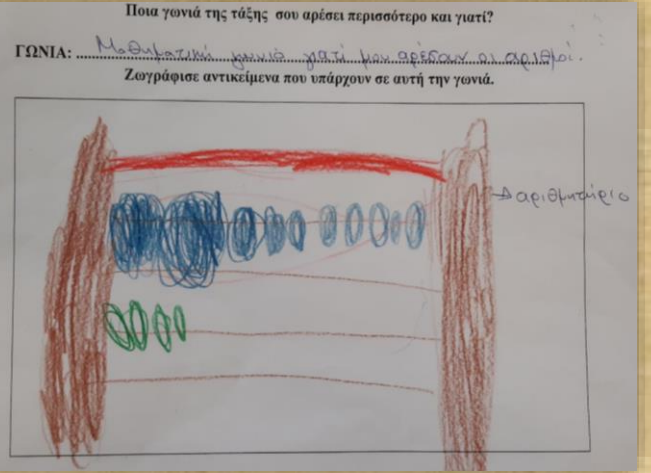 Ποια γωνιά της τάξης σου αρέσει περισσότερο και γιατί?
ΓΩΝΙΑ: Μαθηματική γωνιά γιατί μου αρέσουν οι αριθμοί.
Ζωγράφισε αντικείμενα που υπάρχουν σε αυτή την γωνιά.
→ αριθμητήριο